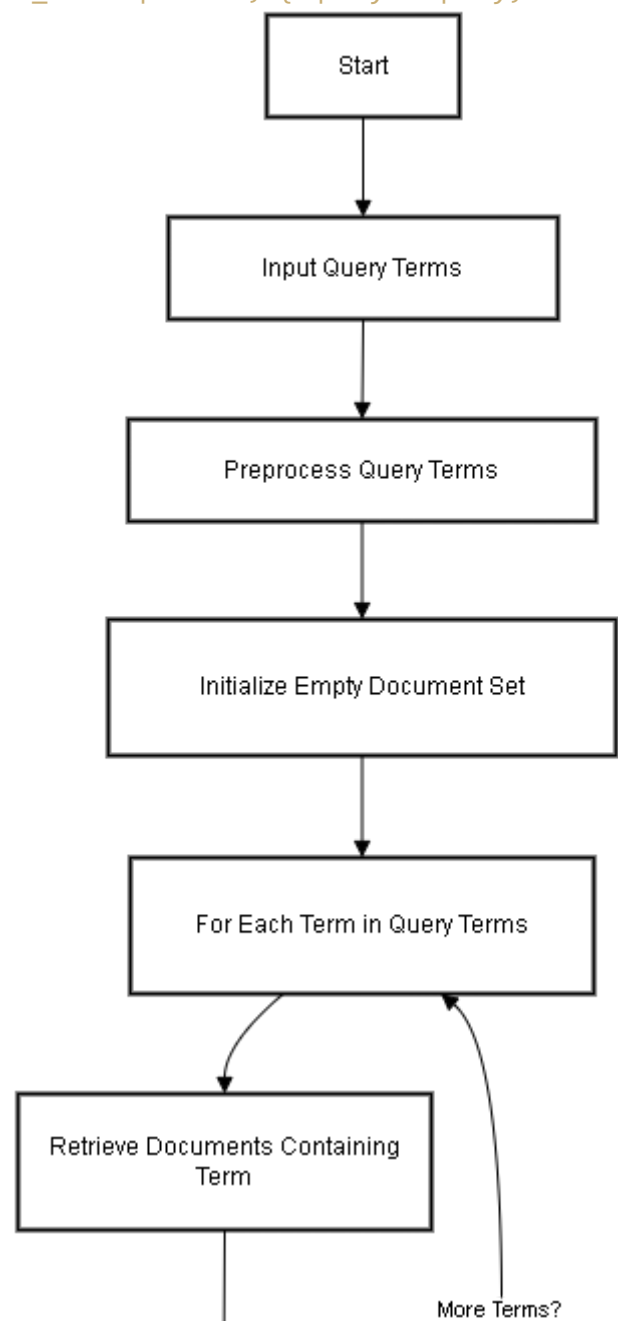 Start
Input Query Terms
Preprocess Query Terms
Initialize Empty Document Set
For Each Term in Query Terms
Retrieve Documents Containing
Term
More Terms?